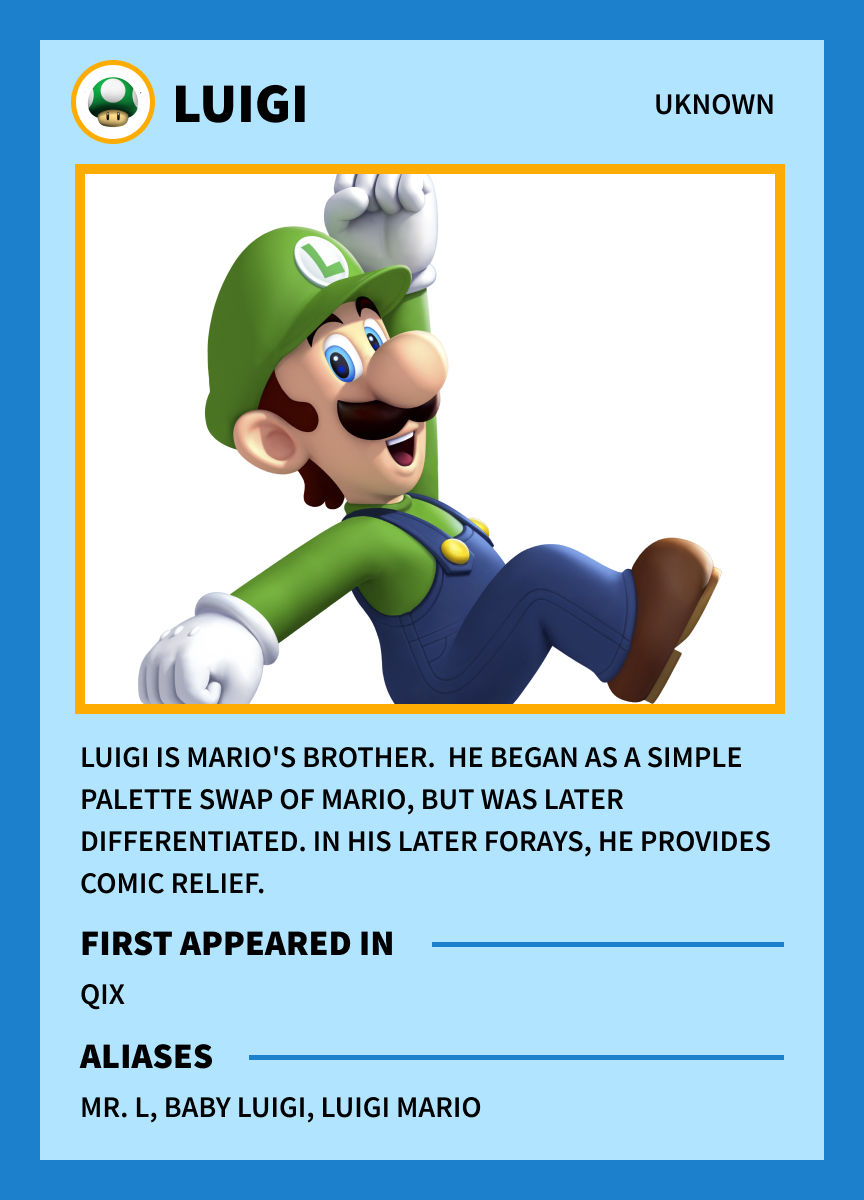 LUIGI
UKNOWN
L
LUIGI IS MARIO'S BROTHER.  HE BEGAN AS A SIMPLE
PALETTE SWAP OF MARIO, BUT WAS LATER
DIFFERENTIATED. IN HIS LATER FORAYS, HE PROVIDES
COMIC RELIEF.
FIRST APPEARED IN
QIX
ALIASES
MR. L, BABY LUIGI, LUIGI MARIO